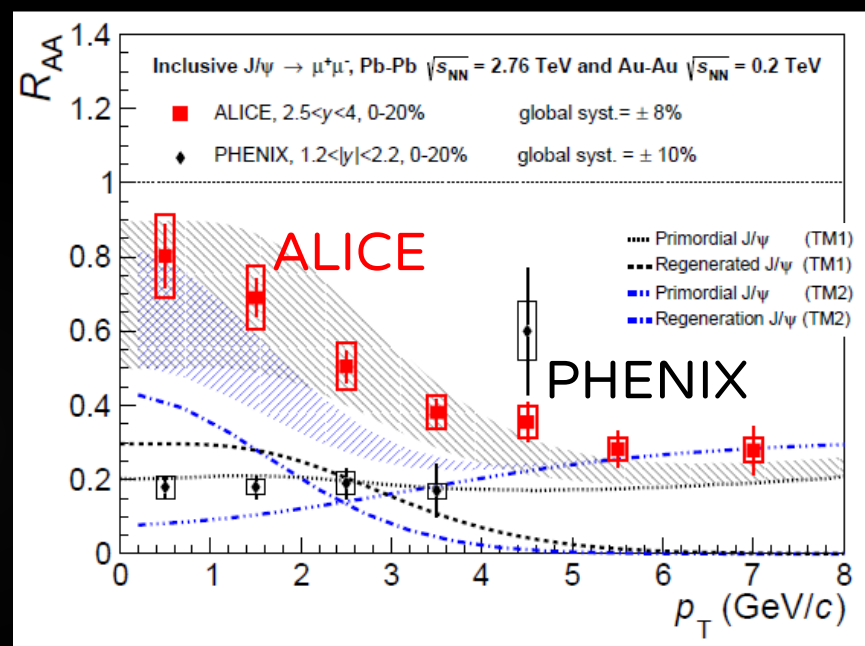 R_AA
1.4
1.2
1
0.8
0.6
0.4
0.2
0
Inclusive J/ψ → μ⁺μ⁻, Pb-Pb √s_NN = 2.76 TeV and Au-Au √s_NN = 0.2 TeV
ALICE, 2.5<y<4, 0-20% global syst.= ± 8%
PHENIX, 1.2<|y|<2.2, 0-20% global syst. = ± 10%
ALICE
PHENIX
Primordial J/ψ (TM1)
Regenerated J/ψ (TM1)
Primordial J/ψ (TM2)
Regeneration J/ψ (TM2)
0 1 2 3 4 5 6 7 8
p_T (GeV/c)